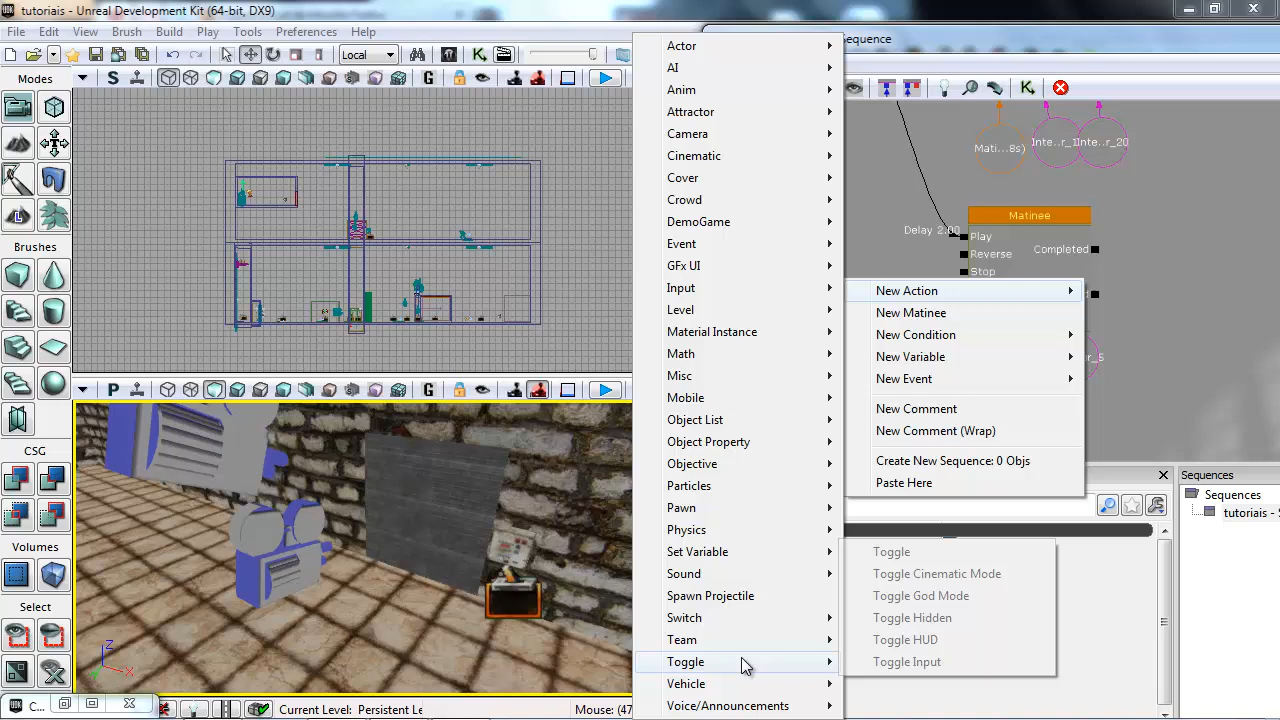 tutoriais - Unreal Development Kit (64-bit, DX9)
File Edit View Brush Build Play Tools Preferences Help
Local
Modes
Brushes
CSG
Volumes
Select
S
G
P
G
Z
X
C...
Current Level: Persistent Le
Mouse: (47
Actor
AI
Anim
Attractor
Camera
Cinematic
Cover
Crowd
DemoGame
Event
GFx UI
Input
Level
Material Instance
Math
Misc
Mobile
Object List
Object Property
Objective
Particles
Pawn
Physics
Set Variable
Sound
Spawn Projectile
Switch
Team
Toggle
Vehicle
Voice/Announcements
Sequence
Mati...8s)
Inte..r_1
Inte..r_20
Matinee
Delay 2.00
Play
Reverse
Stop
Completed
New Action
New Matinee
New Condition
New Variable
New Event
New Comment
New Comment (Wrap)
Create New Sequence: 0 Objs
Paste Here
Toggle
Toggle Cinematic Mode
Toggle God Mode
Toggle Hidden
Toggle HUD
Toggle Input
Sequences
Sequences
tutoriais - S